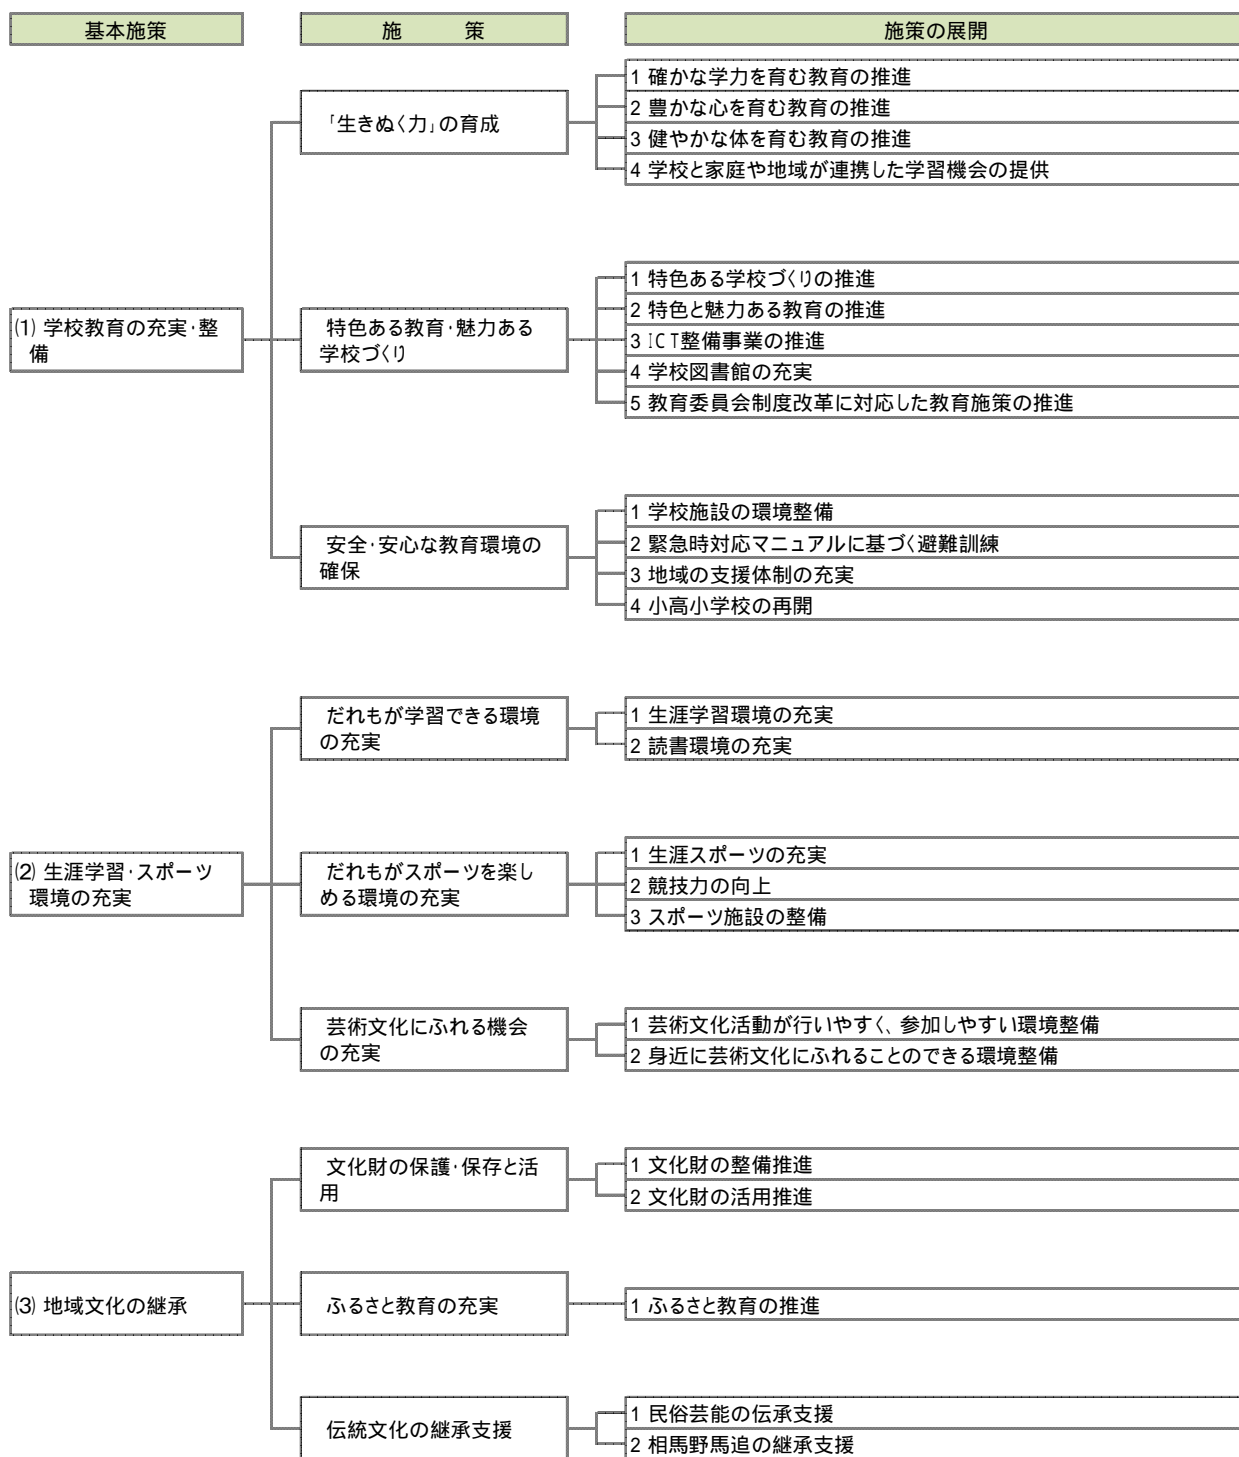 基本施策
施 策
施策の展開
(1) 学校教育の充実・整
備
「生きぬく力」の育成
1 確かな学力を育む教育の推進
2 豊かな心を育む教育の推進
3 健やかな体を育む教育の推進
4 学校と家庭や地域が連携した学習機会の提供
特色ある教育・魅力ある
学校づくり
1 特色ある学校づくりの推進
2 特色と魅力ある教育の推進
3 ICT整備事業の推進
4 学校図書館の充実
5 教育委員会制度改革に対応した教育施策の推進
安全・安心な教育環境の
確保
1 学校施設の環境整備
2 緊急時対応マニュアルに基づく避難訓練
3 地域の支援体制の充実
4 小高小学校の再開
(2) 生涯学習・スポーツ
環境の充実
だれもが学習できる環境
の充実
1 生涯学習環境の充実
2 読書環境の充実
だれもがスポーツを楽し
める環境の充実
1 生涯スポーツの充実
2 競技力の向上
3 スポーツ施設の整備
芸術文化にふれる機会
の充実
1 芸術文化活動が行いやすく、参加しやすい環境整備
2 身近に芸術文化にふれることのできる環境整備
(3) 地域文化の継承
文化財の保護・保存と活
用
1 文化財の整備推進
2 文化財の活用推進
ふるさと教育の充実
1 ふるさと教育の推進
伝統文化の継承支援
1 民俗芸能の伝承支援
2 相馬野馬追の継承支援